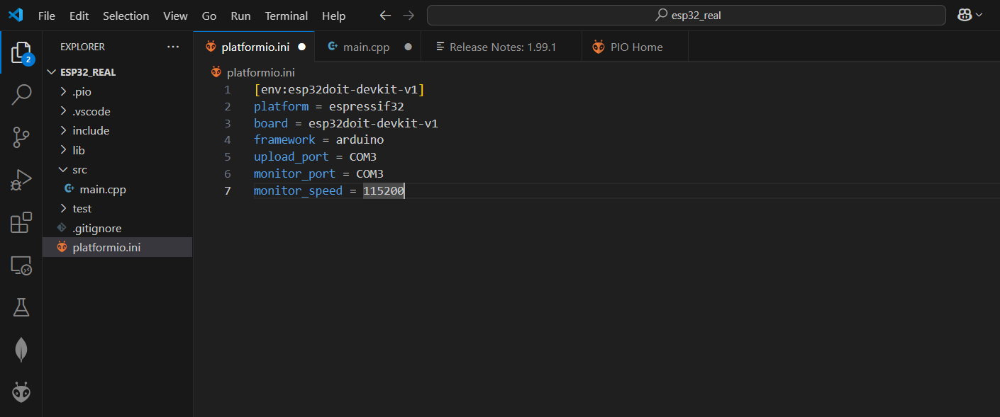 File Edit Selection View Go Run Terminal Help esp32_real
2
EXPLORER
ESP32_REAL
.pio
.vscode
include
lib
src
main.cpp
test
.gitignore
platformio.ini
platformio.ini main.cpp Release Notes: 1.99.1 PIO Home
platformio.ini
1 [env:esp32doit-devkit-v1]
2 platform = espressif32
3 board = esp32doit-devkit-v1
4 framework = arduino
5 upload_port = COM3
6 monitor_port = COM3
7 monitor_speed = 115200